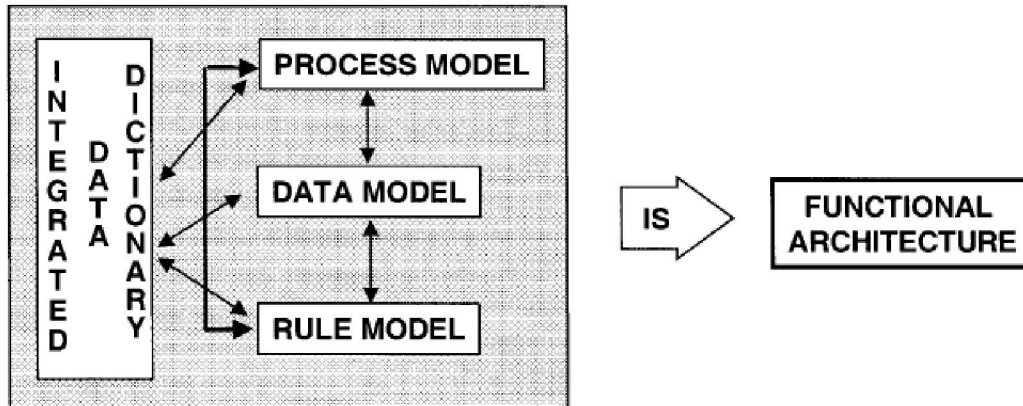 INTEGRATED
DATA
DICTIONARY
PROCESS MODEL
DATA MODEL
RULE MODEL
IS
FUNCTIONAL
ARCHITECTURE